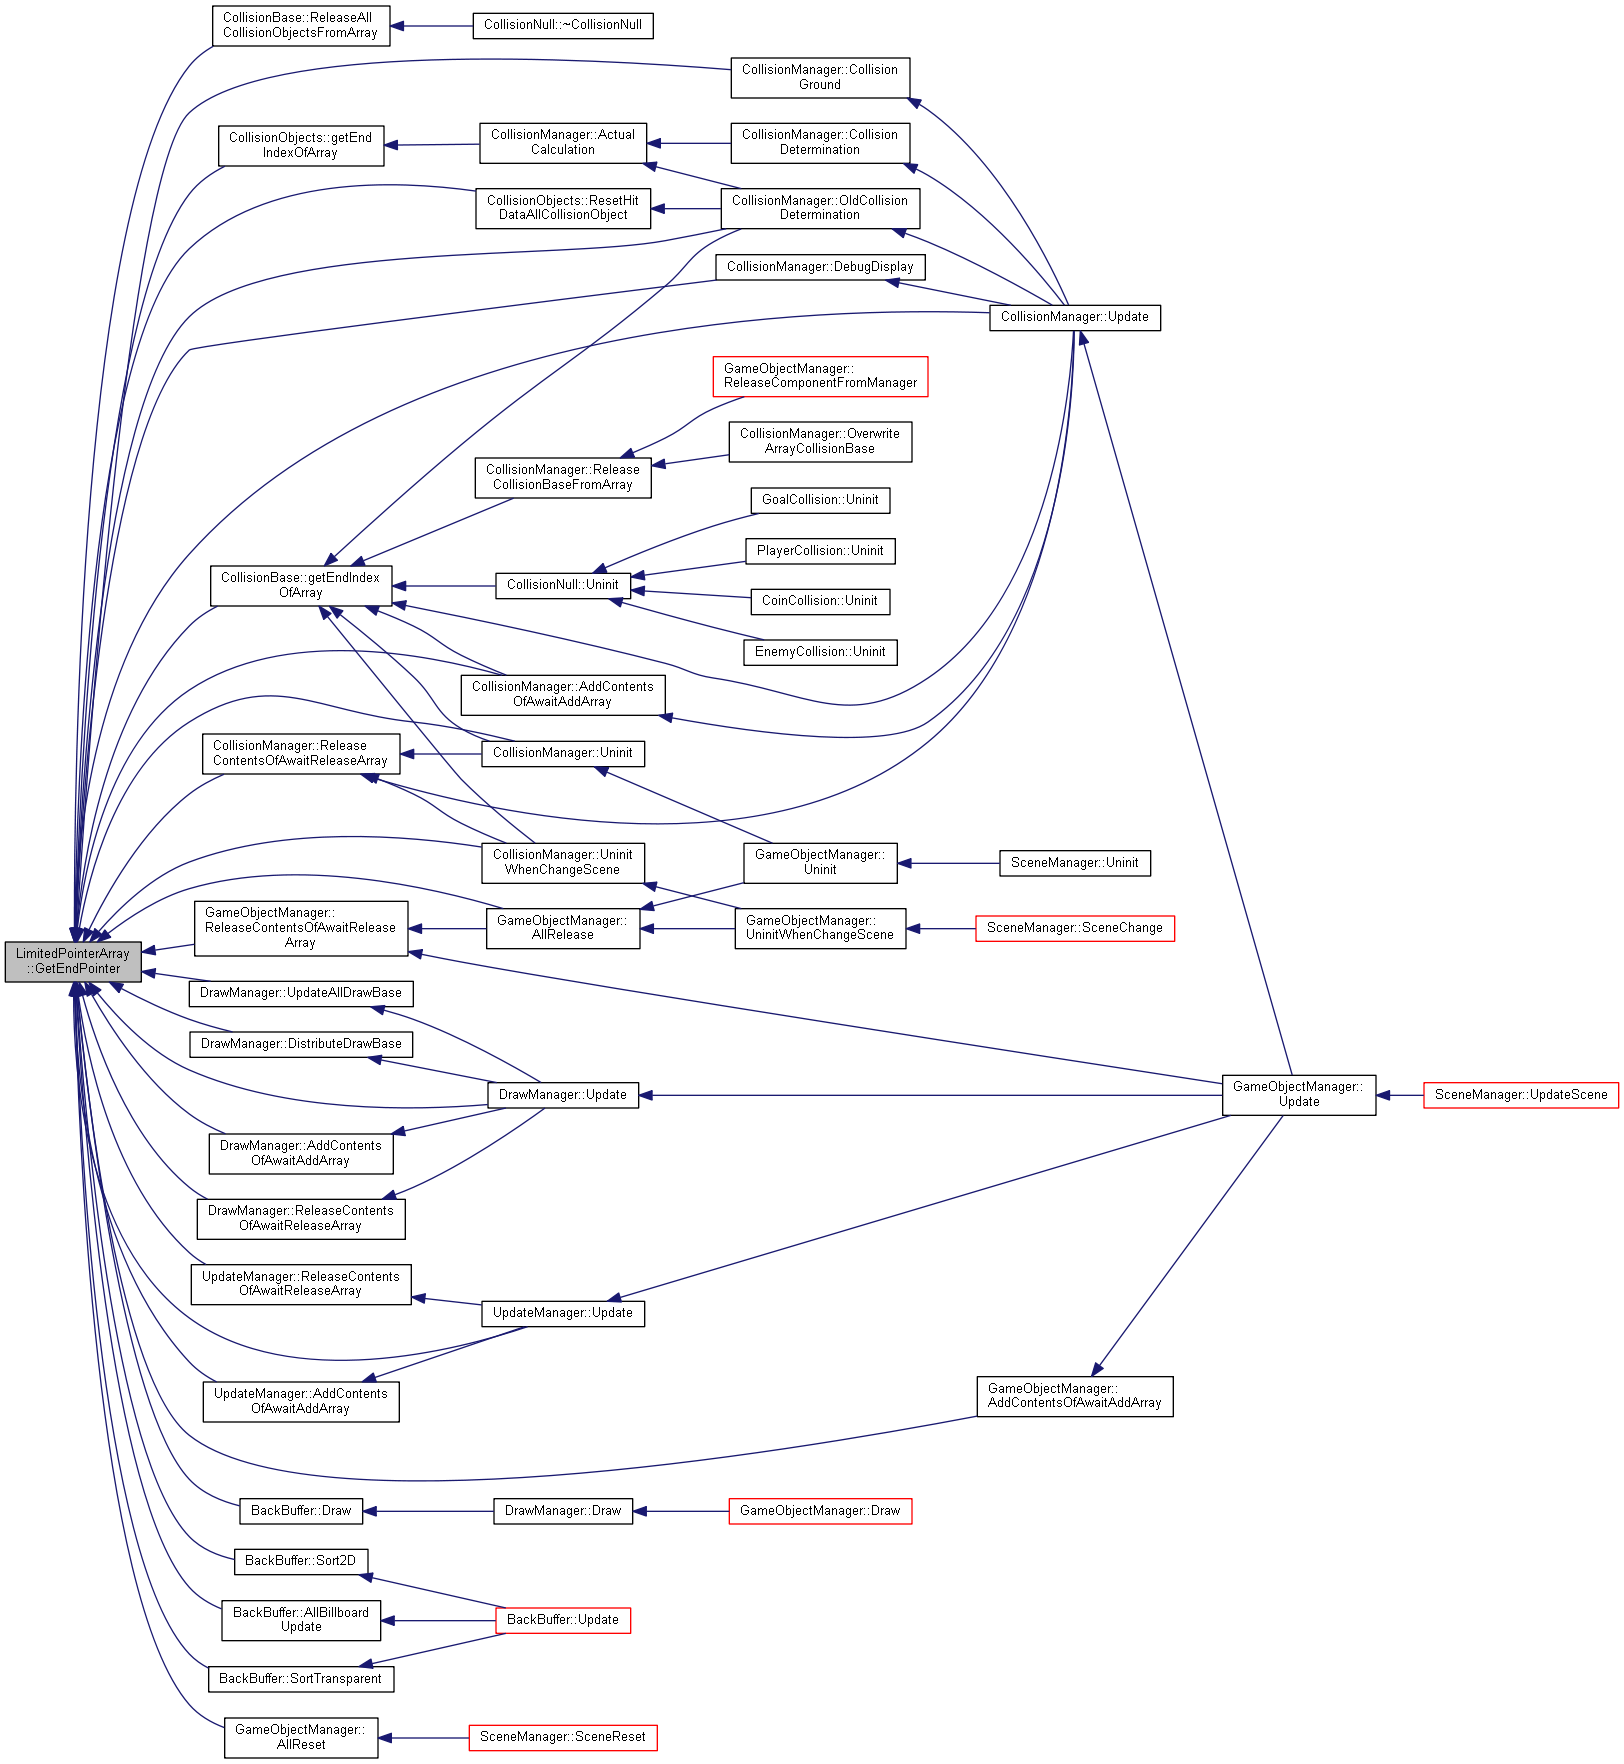 CollisionBase::ReleaseAll
CollisionObjectsFromArray
CollisionNull::~CollisionNull
CollisionManager::Collision
Ground
CollisionObjects::getEnd
IndexOfArray
CollisionManager::Actual
Calculation
CollisionManager::Collision
Determination
CollisionObjects::ResetHit
DataAllCollisionObject
CollisionManager::OldCollision
Determination
CollisionManager::DebugDisplay
CollisionManager::Update
GameObjectManager::
ReleaseComponentFromManager
CollisionManager::Overwrite
ArrayCollisionBase
CollisionManager::Release
CollisionBaseFromArray
GoalCollision::Uninit
PlayerCollision::Uninit
CollisionBase::getEndIndex
OfArray
CollisionNull::Uninit
CoinCollision::Uninit
EnemyCollision::Uninit
CollisionManager::AddContents
OfAwaitAddArray
CollisionManager::Release
ContentsOfAwaitReleaseArray
CollisionManager::Uninit
CollisionManager::Uninit
WhenChangeScene
GameObjectManager::
Uninit
SceneManager::Uninit
GameObjectManager::
ReleaseContentsOfAwaitRelease
Array
GameObjectManager::
AllRelease
GameObjectManager::
UninitWhenChangeScene
SceneManager::SceneChange
LimitedPointerArray
::GetEndPointer
DrawManager::UpdateAllDrawBase
DrawManager::DistributeDrawBase
DrawManager::Update
GameObjectManager::
Update
SceneManager::UpdateScene
DrawManager::AddContents
OfAwaitAddArray
DrawManager::ReleaseContents
OfAwaitReleaseArray
UpdateManager::ReleaseContents
OfAwaitReleaseArray
UpdateManager::Update
UpdateManager::AddContents
OfAwaitAddArray
GameObjectManager::
AddContentsOfAwaitAddArray
BackBuffer::Draw
DrawManager::Draw
GameObjectManager::Draw
BackBuffer::Sort2D
BackBuffer::AllBillboard
Update
BackBuffer::Update
BackBuffer::SortTransparent
GameObjectManager::
AllReset
SceneManager::SceneReset